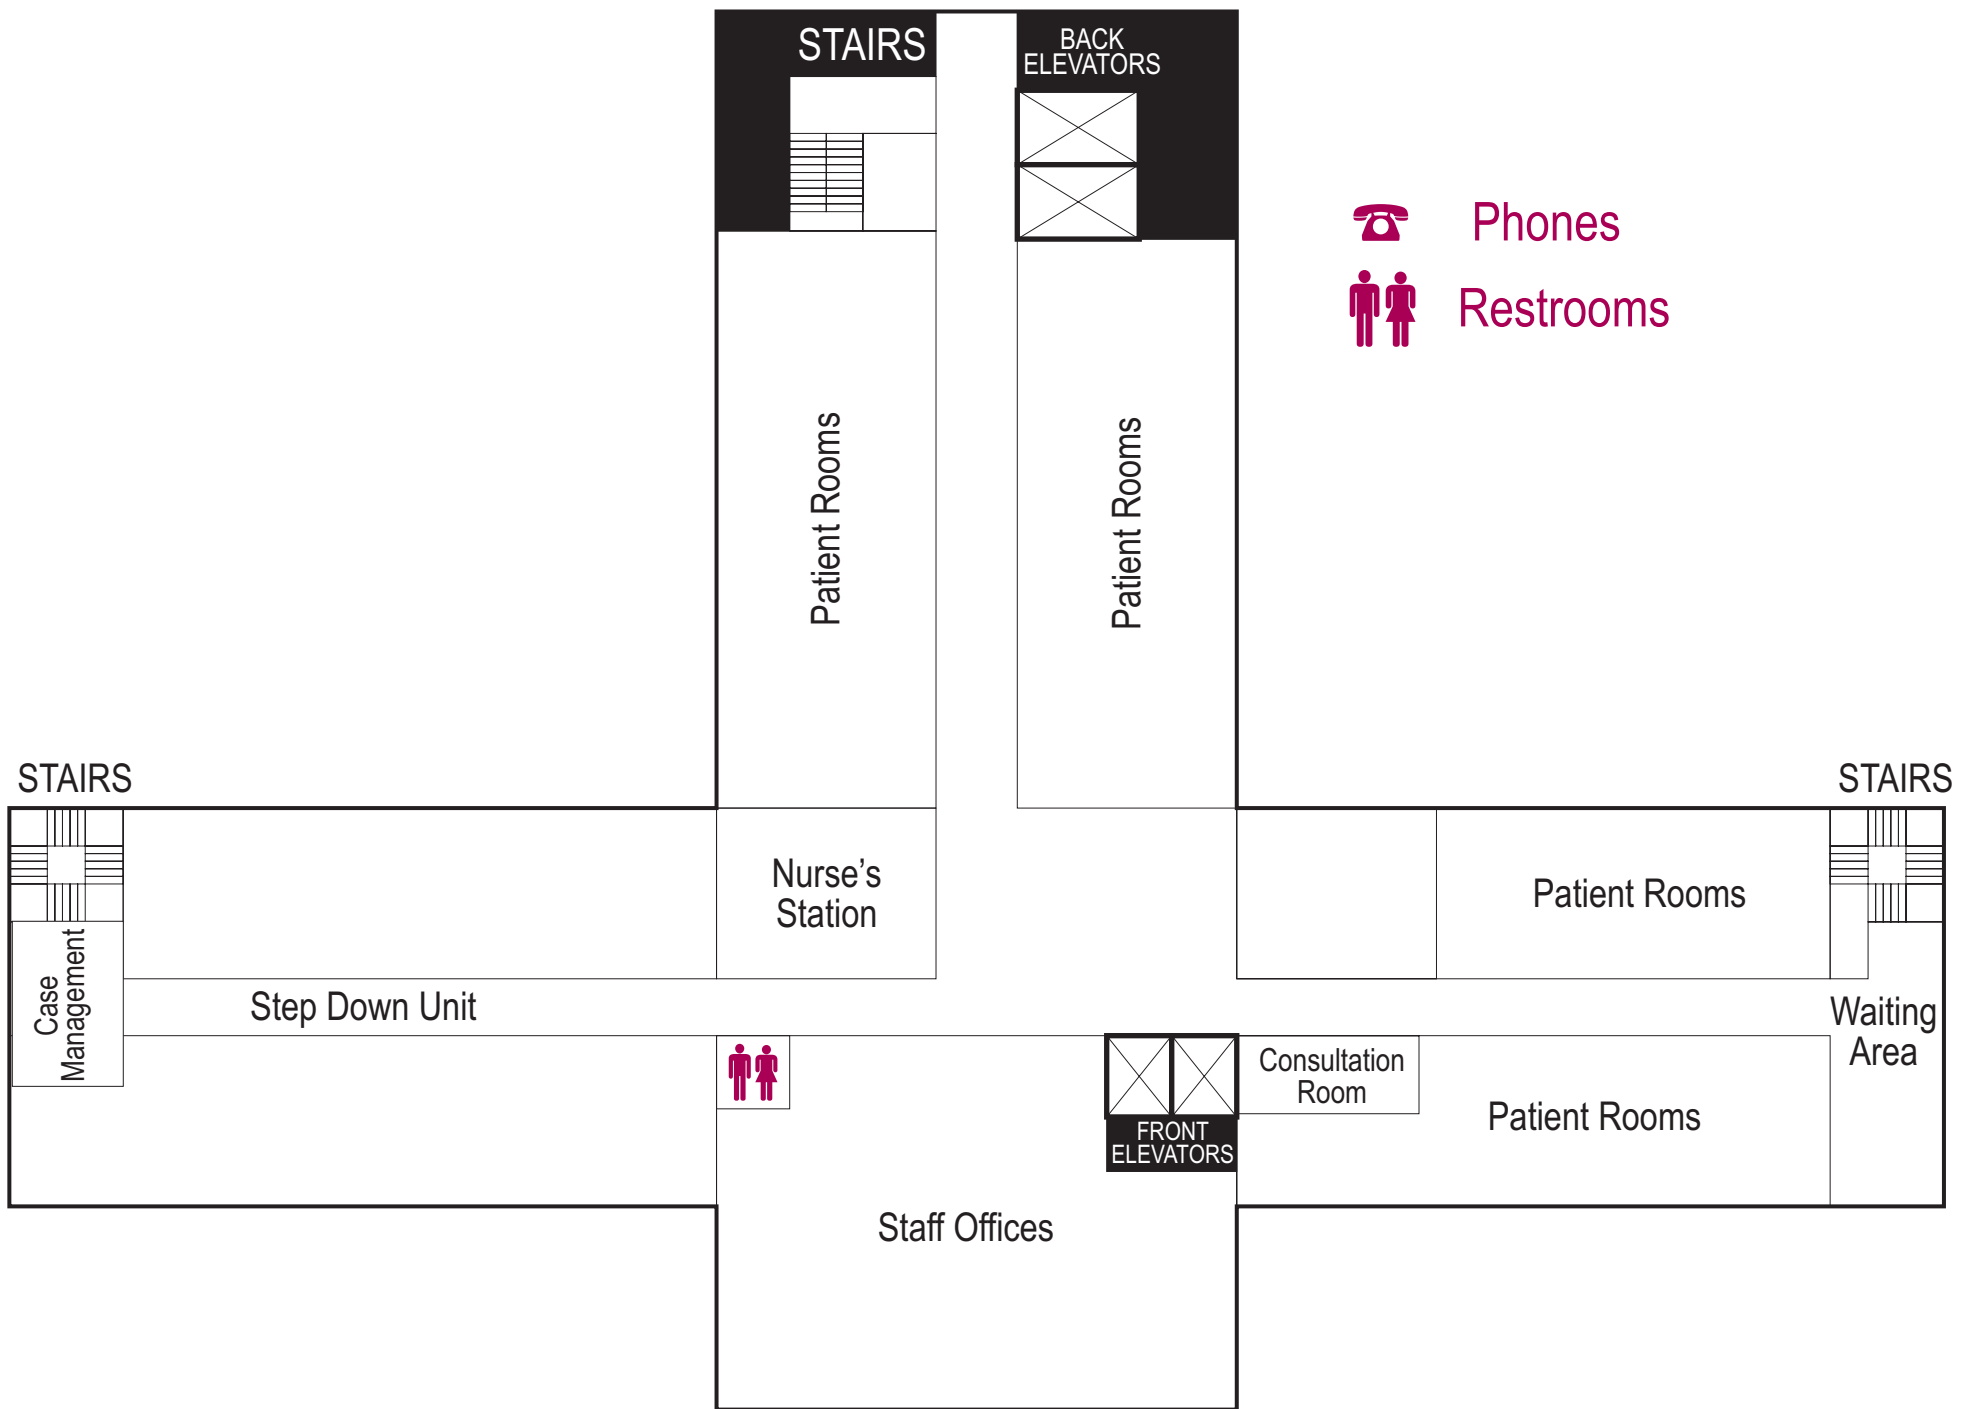 STAIRS
BACK
ELEVATORS
Phones
Restrooms
Patient Rooms
Patient Rooms
STAIRS
STAIRS
Nurse’s
Station
Patient Rooms
Case
Management
Step Down Unit
Waiting
Area
Consultation
Room
Patient Rooms
FRONT
ELEVATORS
Staff Offices